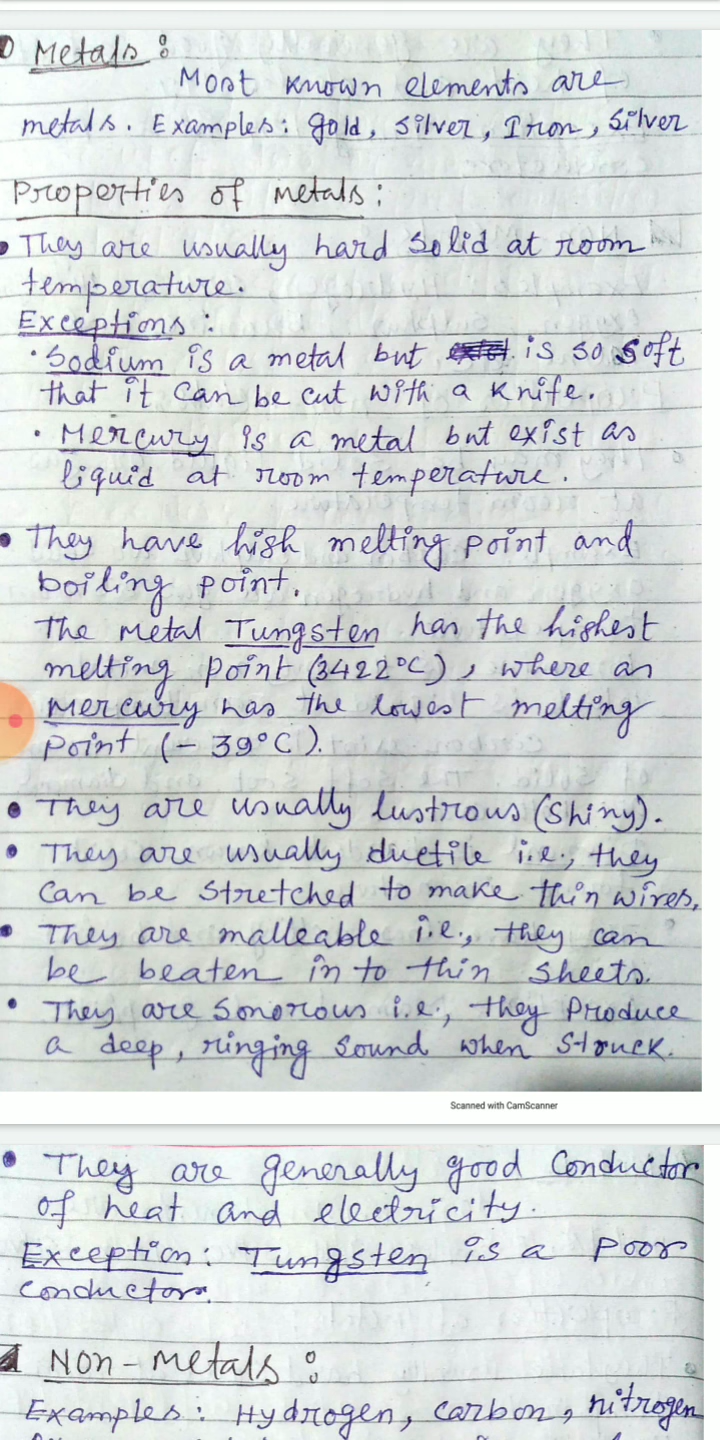 Metals :
Most known elements are
metals. Examples: gold, silver, Iron, silver
Properties of metals :
• They are usually hard solid at room
temperature.
Exceptions :
• Sodium is a metal but is so soft
that it can be cut with a knife.
• Mercury is a metal but exist as
liquid at room temperature.
• They have high melting point and
boiling point.
The metal Tungsten has the highest
melting point (3422°C), where as
Mercury has the lowest melting
point (- 39°C).
• They are usually lustrous (shiny).
• They are usually ductile i.e., they
can be stretched to make thin wires.
• They are malleable i.e., they can
be beaten in to thin sheets.
• They are sonorous i.e., they produce
a deep, ringing sound when struck.
Scanned with CamScanner
• They are generally good conductor
of heat and electricity.
Exception : Tungsten is a poor
conductor.
Non-metals :
Examples : Hydrogen, carbon, nitrogen